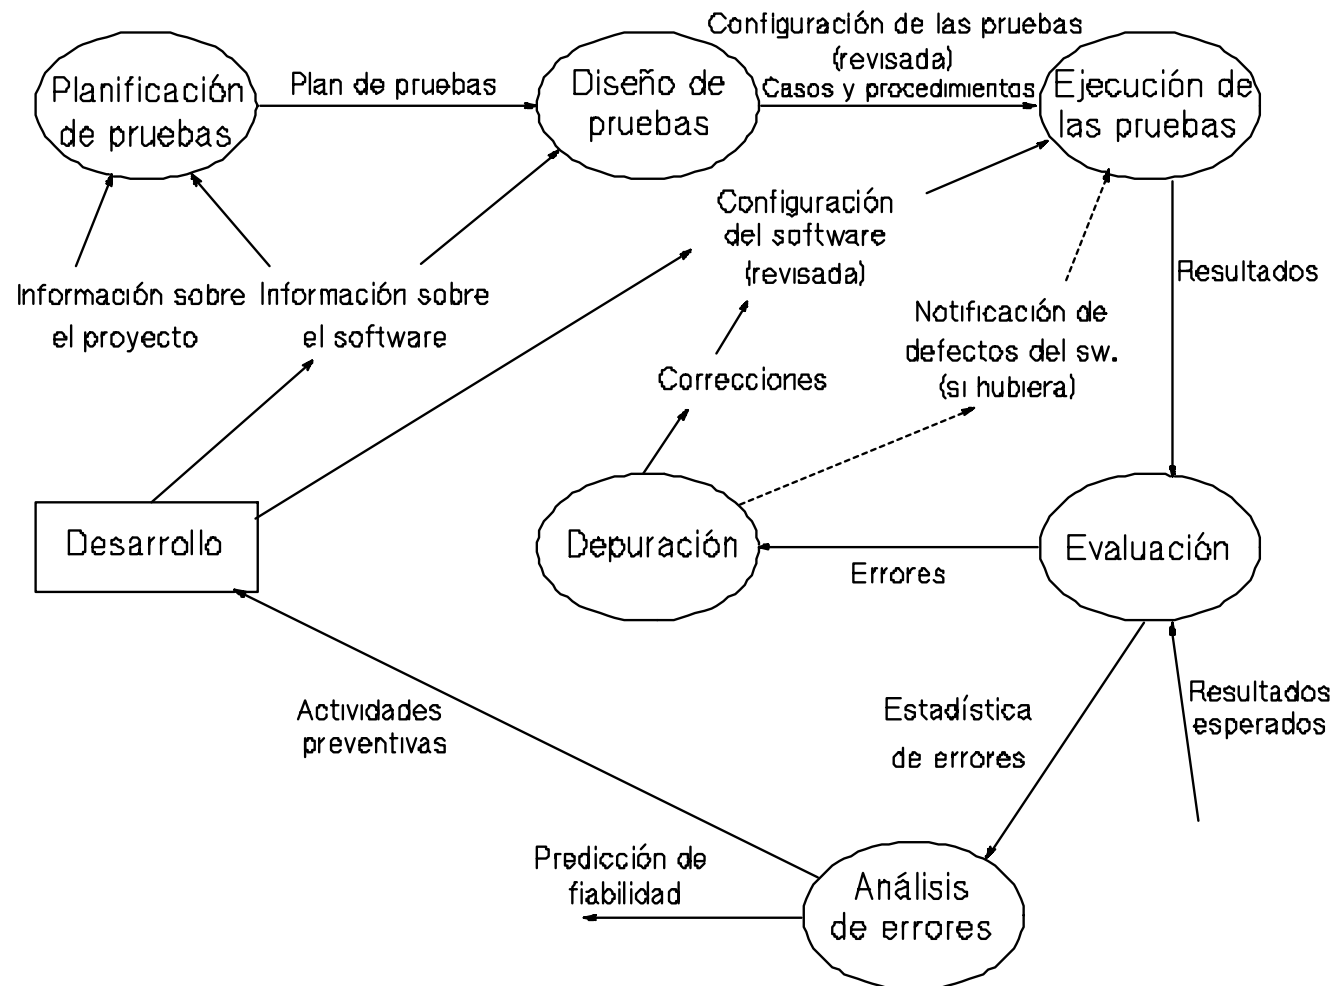 Configuración de las pruebas
(revisada)
Casos y procedimientos
Planificación
de pruebas
Plan de pruebas
Diseño de
pruebas
Ejecución de
las pruebas
Configuración
del software
(revisada)
Resultados
Información sobre
el proyecto
Información sobre
el software
Notificación de
defectos del sw.
(si hubiera)
Correcciones
Desarrollo
Depuración
Errores
Evaluación
Actividades
preventivas
Estadística
de errores
Resultados
esperados
Predicción de
fiabilidad
Análisis
de errores